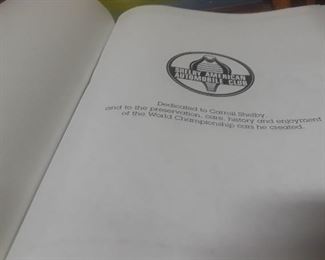 SHELBY AMERICAN
AUTOMOBILE CLUB
Dedicated to Carroll Shelby
and to the preservation, care, history and enjoyment
of the World Championship cars he created.